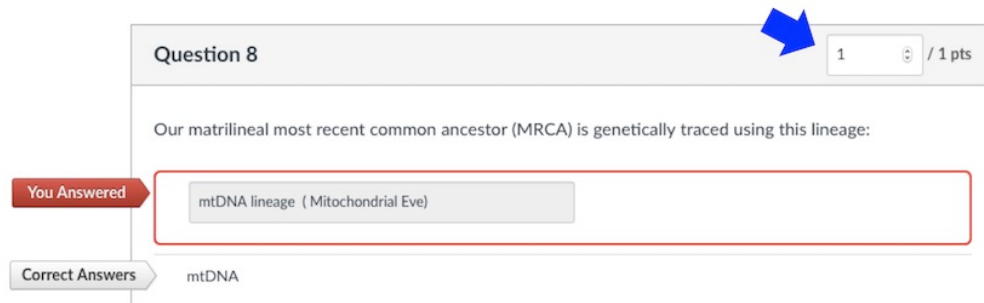 Question 8
1 / 1 pts
Our matrilineal most recent common ancestor (MRCA) is genetically traced using this lineage:
You Answered
mtDNA lineage ( Mitochondrial Eve)
Correct Answers
mtDNA